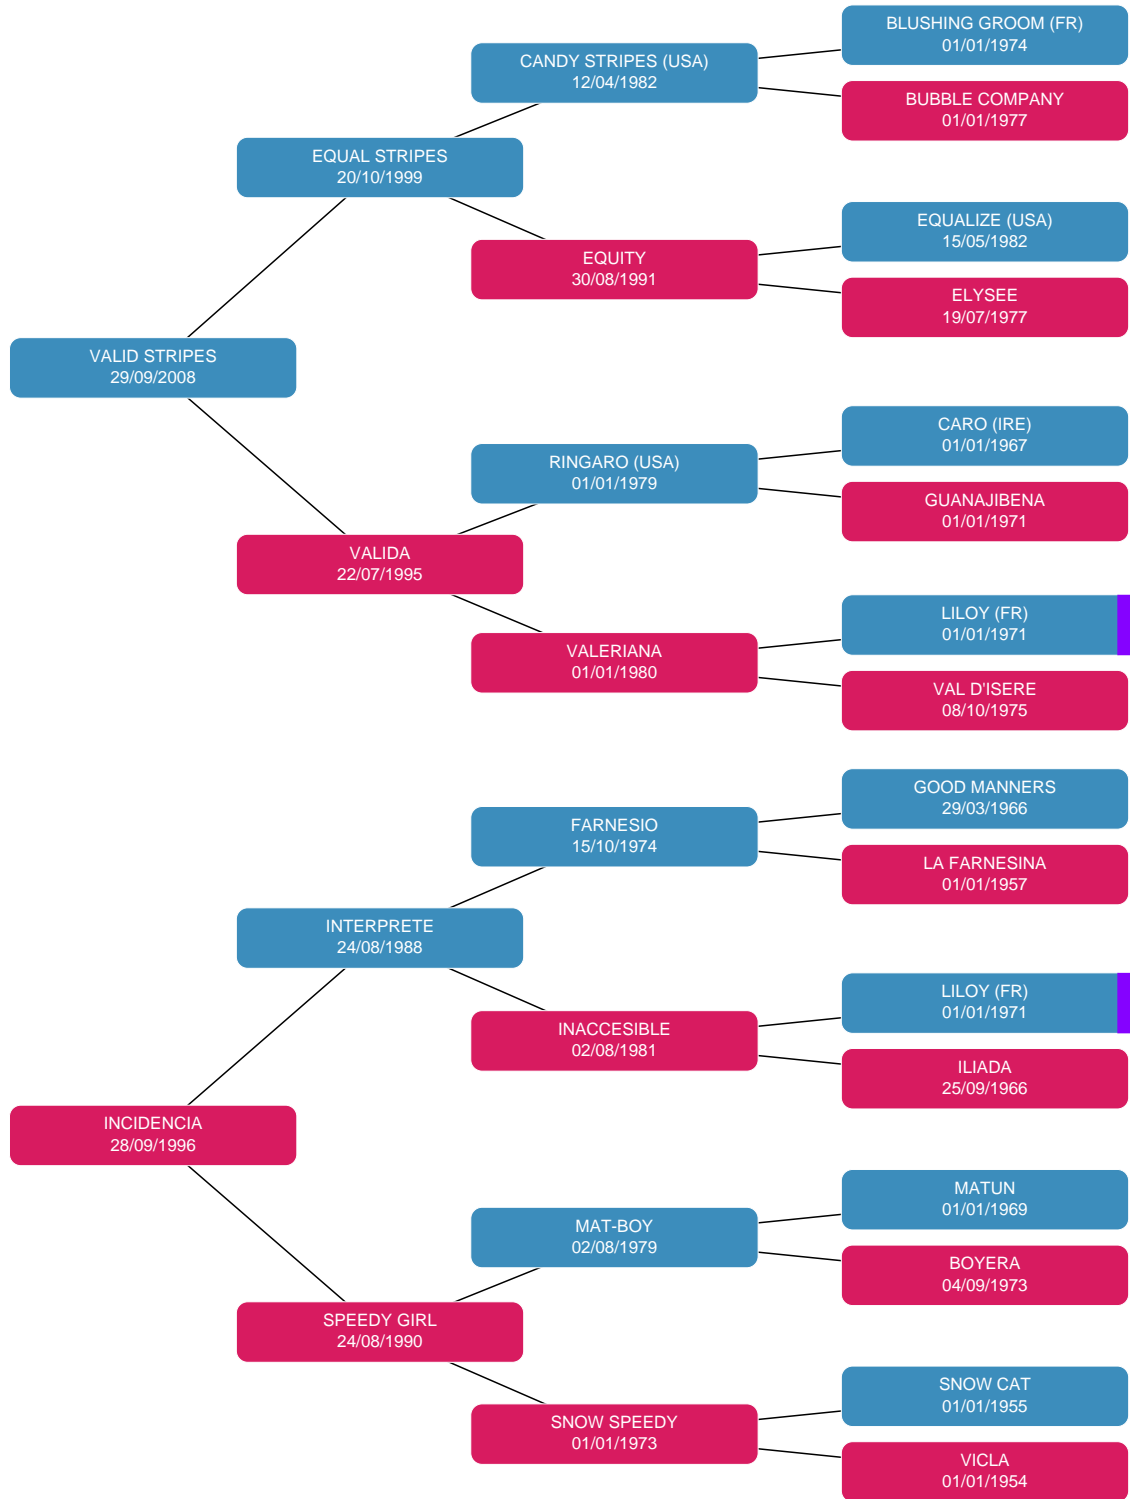 BLUSHING GROOM (FR)
01/01/1974
CANDY STRIPES (USA)
12/04/1982
BUBBLE COMPANY
01/01/1977
EQUAL STRIPES
20/10/1999
EQUALIZE (USA)
15/05/1982
EQUITY
30/08/1991
ELYSEE
19/07/1977
VALID STRIPES
29/09/2008
CARO (IRE)
01/01/1967
RINGARO (USA)
01/01/1979
GUANAJIBENA
01/01/1971
VALIDA
22/07/1995
LILOY (FR)
01/01/1971
VALERIANA
01/01/1980
VAL D'ISERE
08/10/1975
GOOD MANNERS
29/03/1966
FARNESIO
15/10/1974
LA FARNESINA
01/01/1957
INTERPRETE
24/08/1988
LILOY (FR)
01/01/1971
INACCESIBLE
02/08/1981
ILIADA
25/09/1966
INCIDENCIA
28/09/1996
MATUN
01/01/1969
MAT-BOY
02/08/1979
BOYERA
04/09/1973
SPEEDY GIRL
24/08/1990
SNOW CAT
01/01/1955
SNOW SPEEDY
01/01/1973
VICLA
01/01/1954